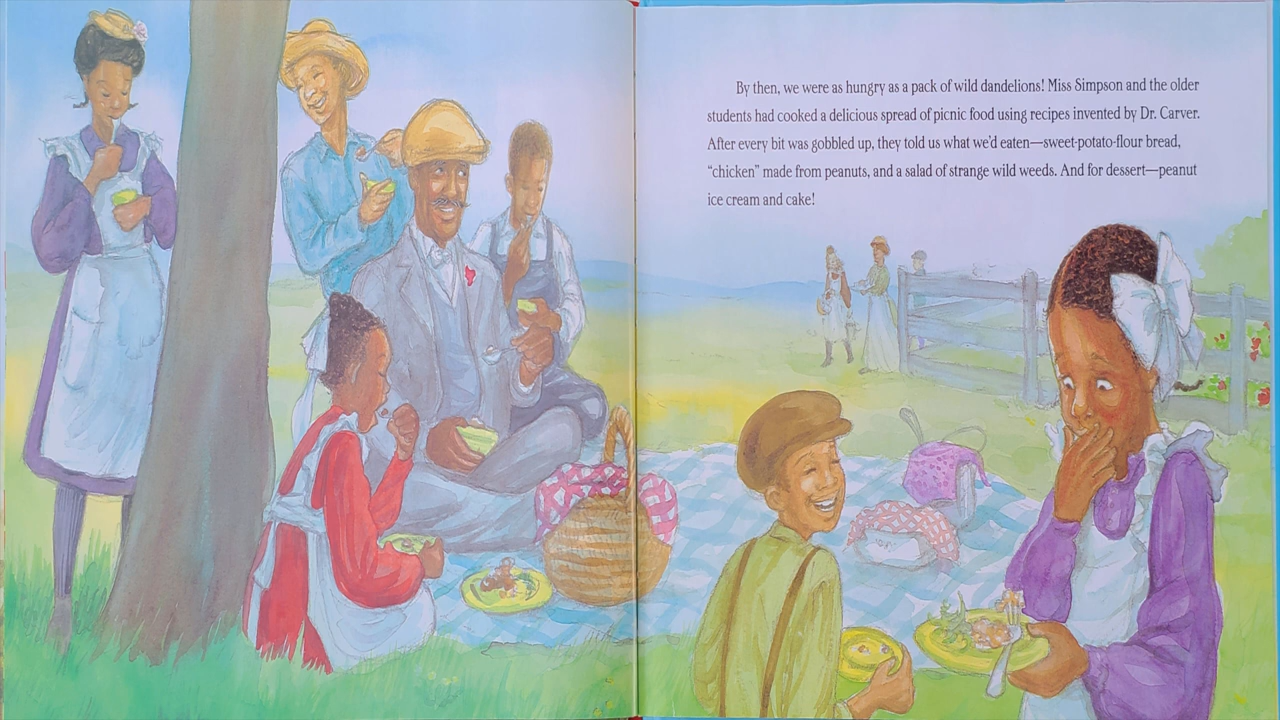 By then, we were as hungry as a pack of wild dandelions! Miss Simpson and the older
students had cooked a delicious spread of picnic food using recipes invented by Dr. Carver.
After every bit was gobbled up, they told us what we'd eaten—sweet-potato-flour bread,
“chicken” made from peanuts, and a salad of strange wild weeds. And for dessert—peanut
ice cream and cake!